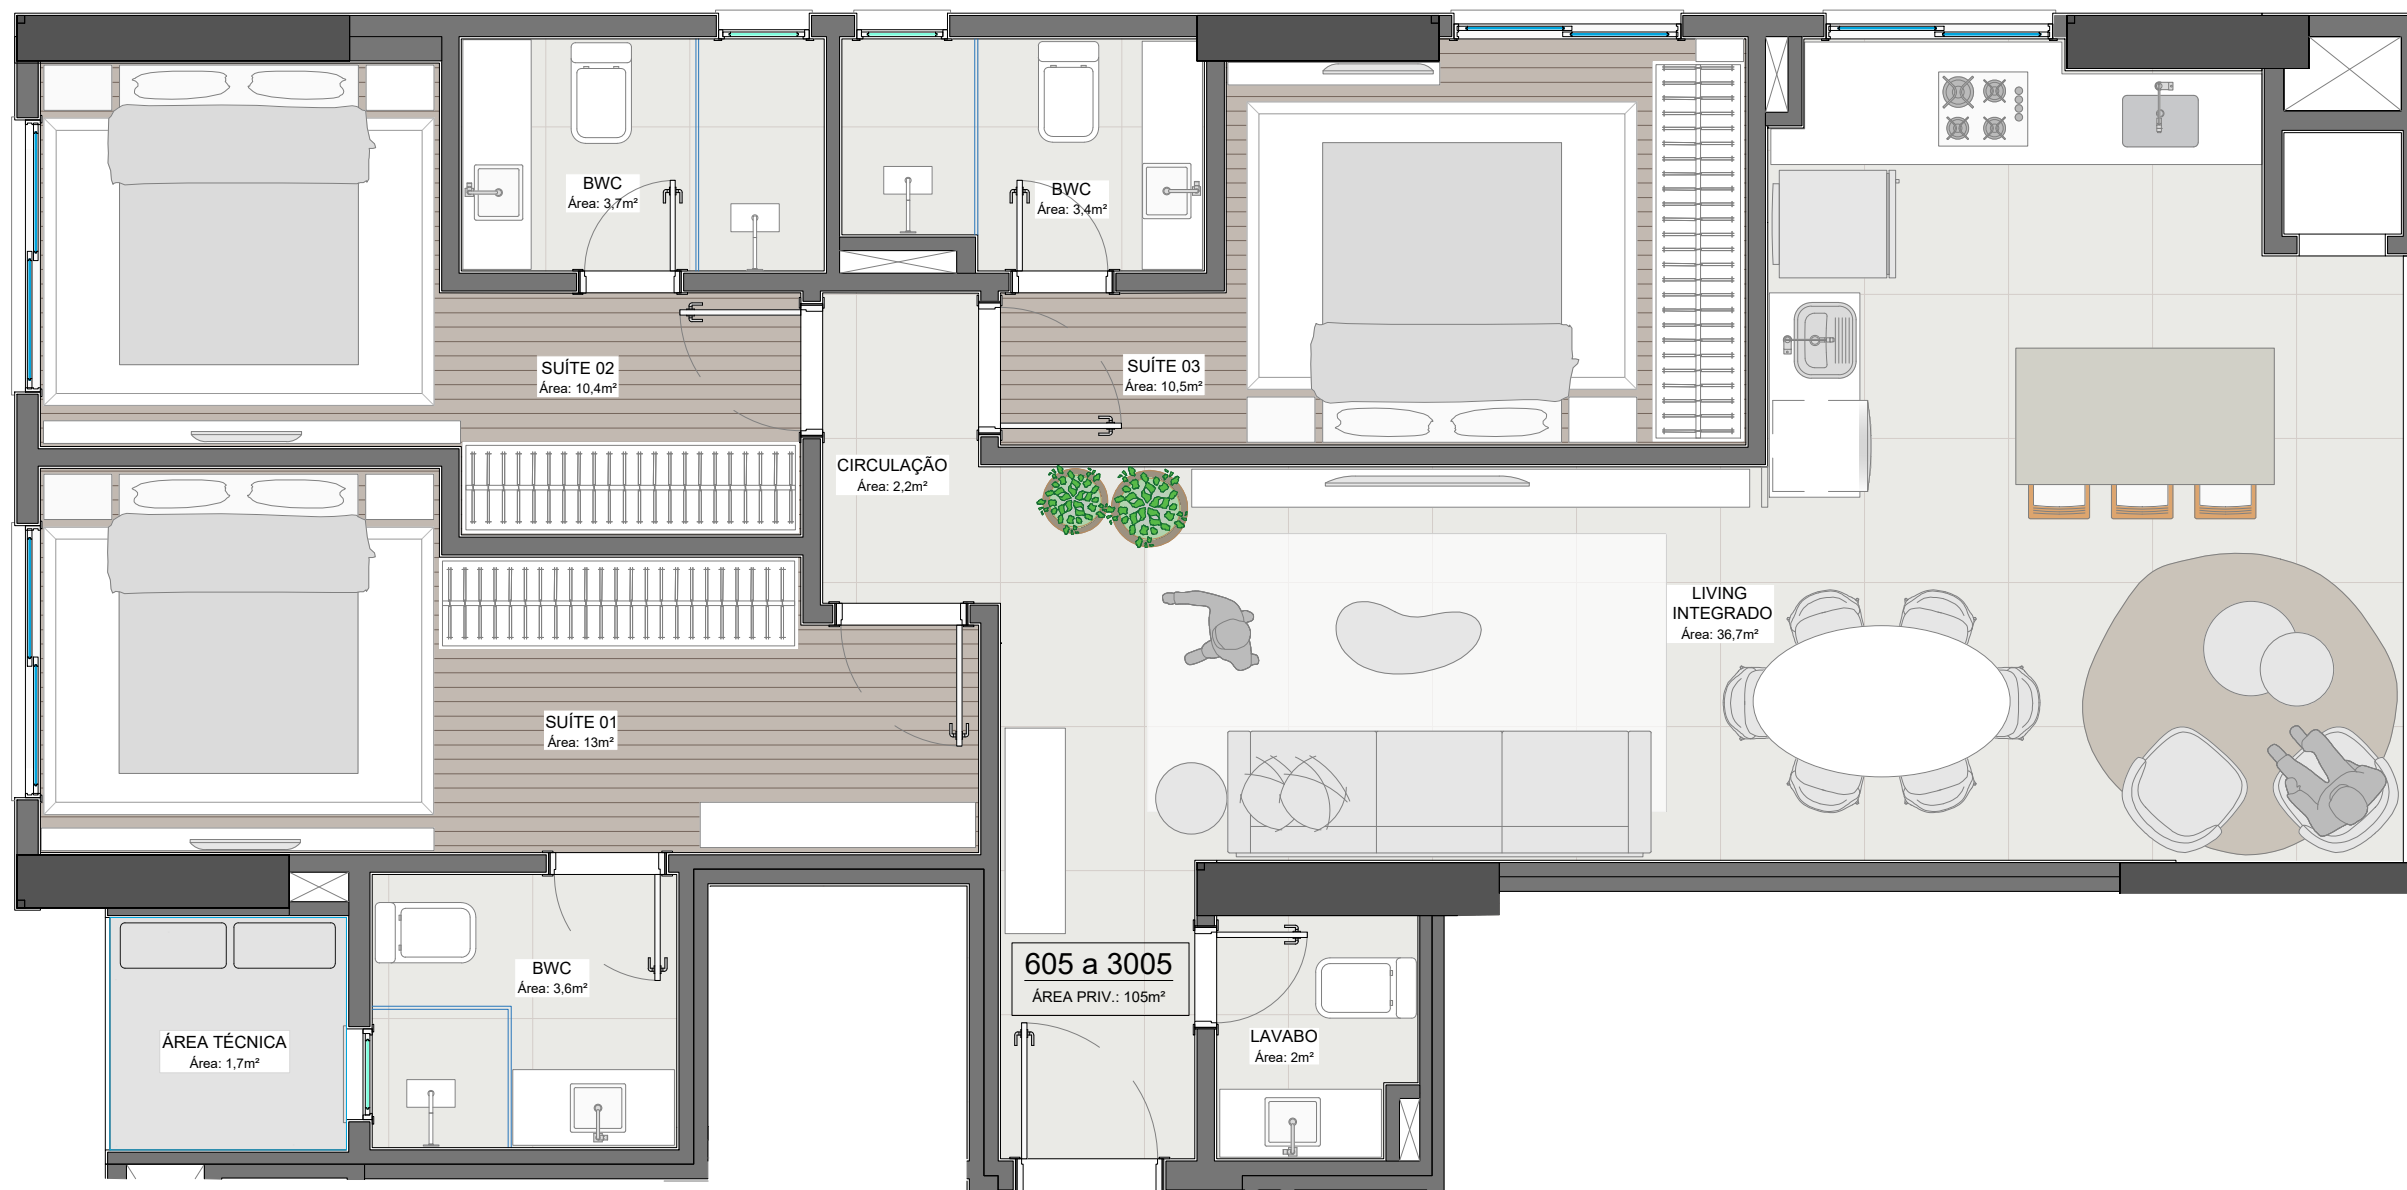 BWC
Área: 3,7m²
BWC
Área: 3,4m²
SUÍTE 02
Área: 10,4m²
SUÍTE 03
Área: 10,5m²
CIRCULAÇÃO
Área: 2,2m²
LIVING
INTEGRADO
Área: 36,7m²
SUÍTE 01
Área: 13m²
BWC
Área: 3,6m²
605 a 3005
ÁREA PRIV.: 105m²
ÁREA TÉCNICA
Área: 1,7m²
LAVABO
Área: 2m²